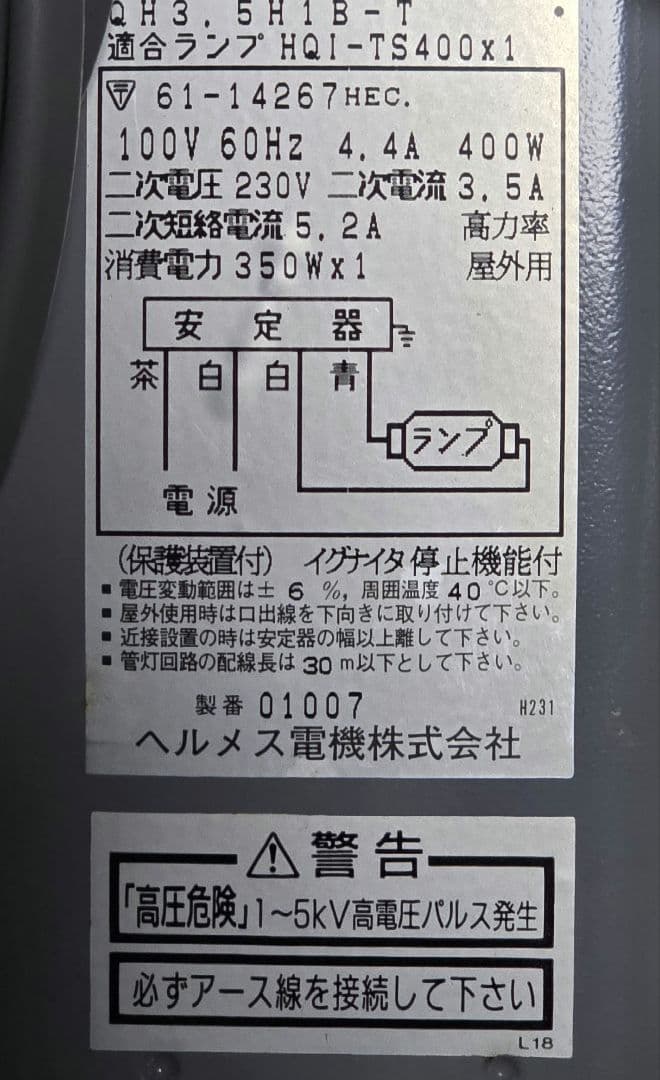 QH3.5H1B-T
適合ランプ HQI-TS400x1
〒 61-14267HEC.
100V 60Hz 4.4A 400W
二次電圧 230V 二次電流 3.5A
二次短絡電流 5.2A 高力率
消費電力 350Wx1 屋外用
安定器
茶 白 白 青
ランプ
電源
(保護装置付) イグナイタ停止機能付
■ 電圧変動範囲は± 6 %, 周囲温度 40 ℃以下。
■ 屋外使用時は口出線を下向きに取り付けて下さい。
■ 近接設置の時は安定器の幅以上離して下さい。
■ 管灯回路の配線長は 30 m以下として下さい。
製番 01007 H231
ヘルメス電機株式会社
⚠ 警告
「高圧危険」1〜5kV高電圧パルス発生
必ずアース線を接続して下さい
L18